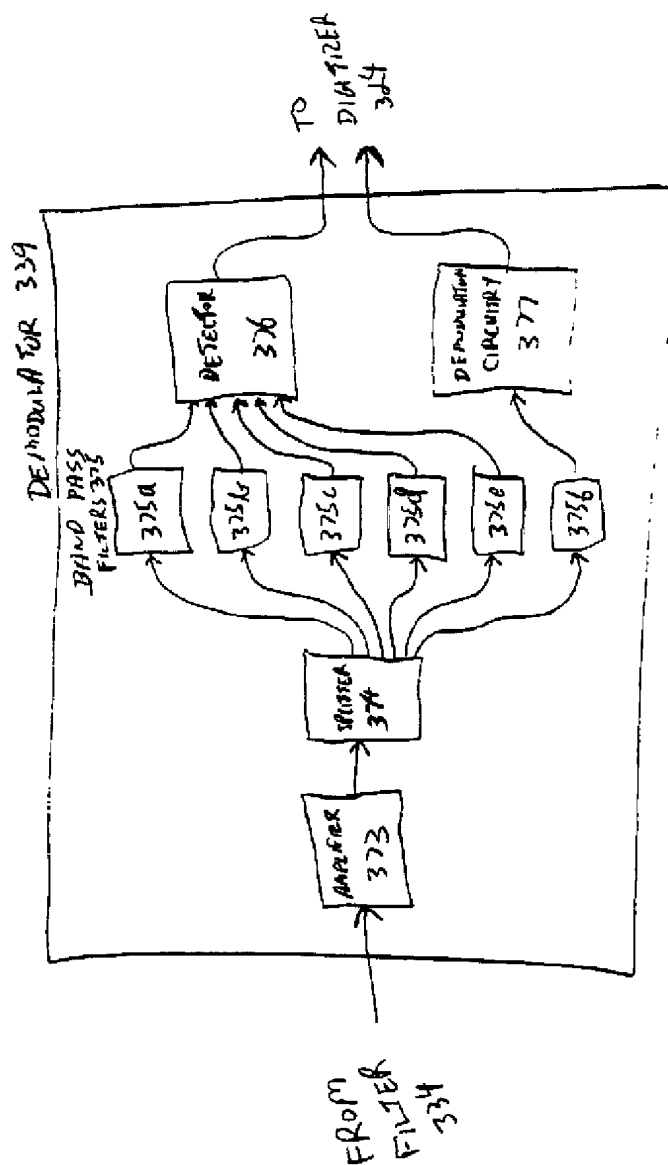 DEMODULATOR 339
BAND PASS
FILTERS 375
FROM
FILTER
334
AMPLIFIER
373
SPLITTER
374
375a
375b
375c
375d
375e
375f
DETECTOR
376
DEMODULATION
CIRCUITRY
377
TO
DIGITIZER
324